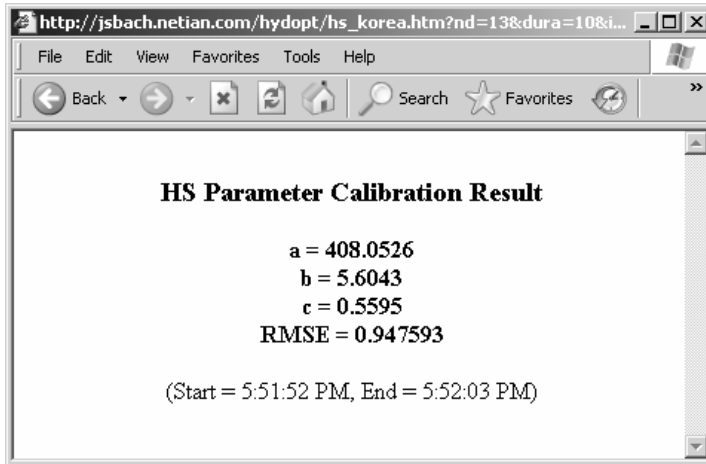 http://jsbach.netian.com/hydopt/hs_korea.htm?nd=13&dura=10&i...
File Edit View Favorites Tools Help
Back Search Favorites »
HS Parameter Calibration Result
a = 408.0526
b = 5.6043
c = 0.5595
RMSE = 0.947593
(Start = 5:51:52 PM, End = 5:52:03 PM)